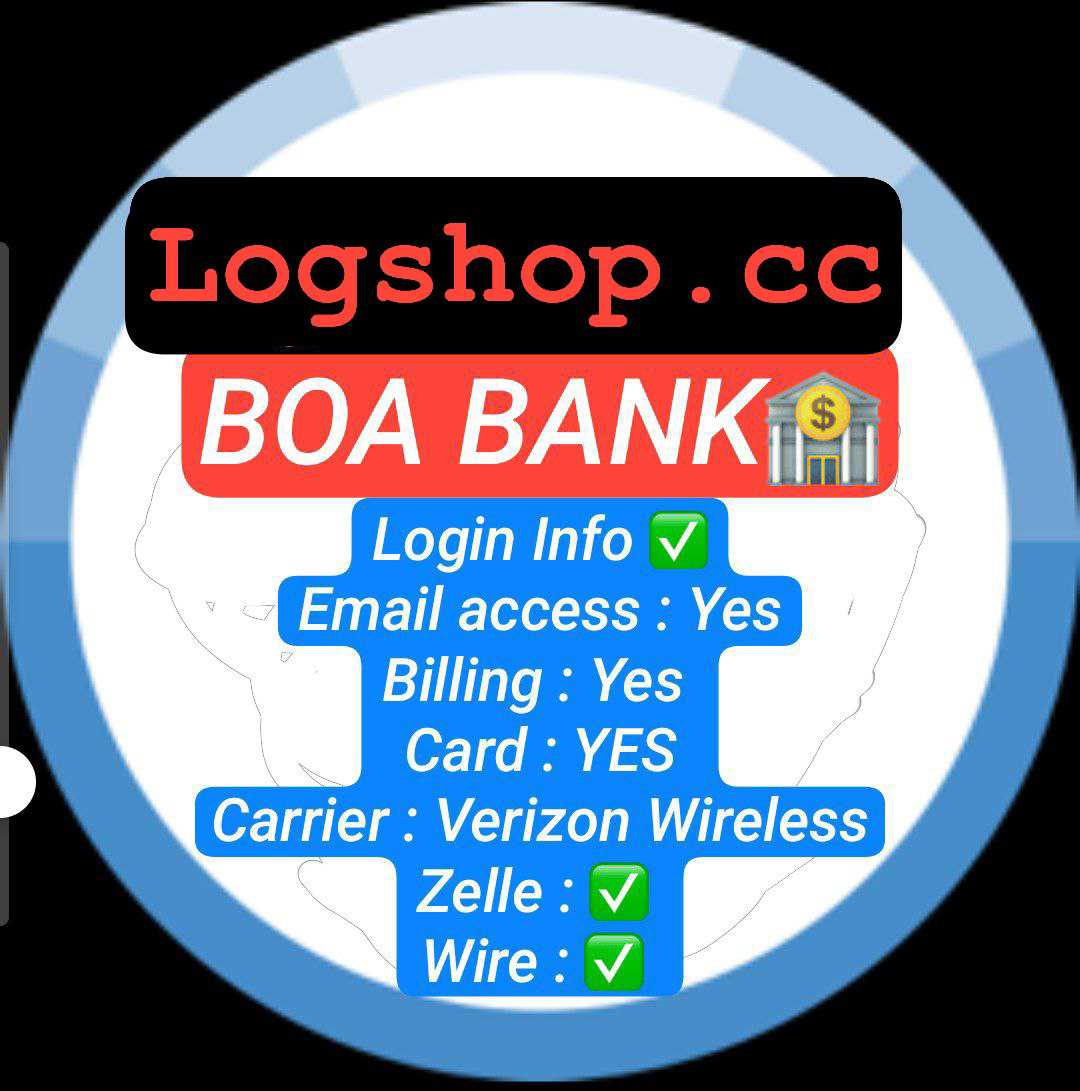 Logshop.cc
BOA BANK🏦
Login Info ✅
Email access : Yes
Billing : Yes
Card : YES
Carrier : Verizon Wireless
Zelle : ✅
Wire : ✅